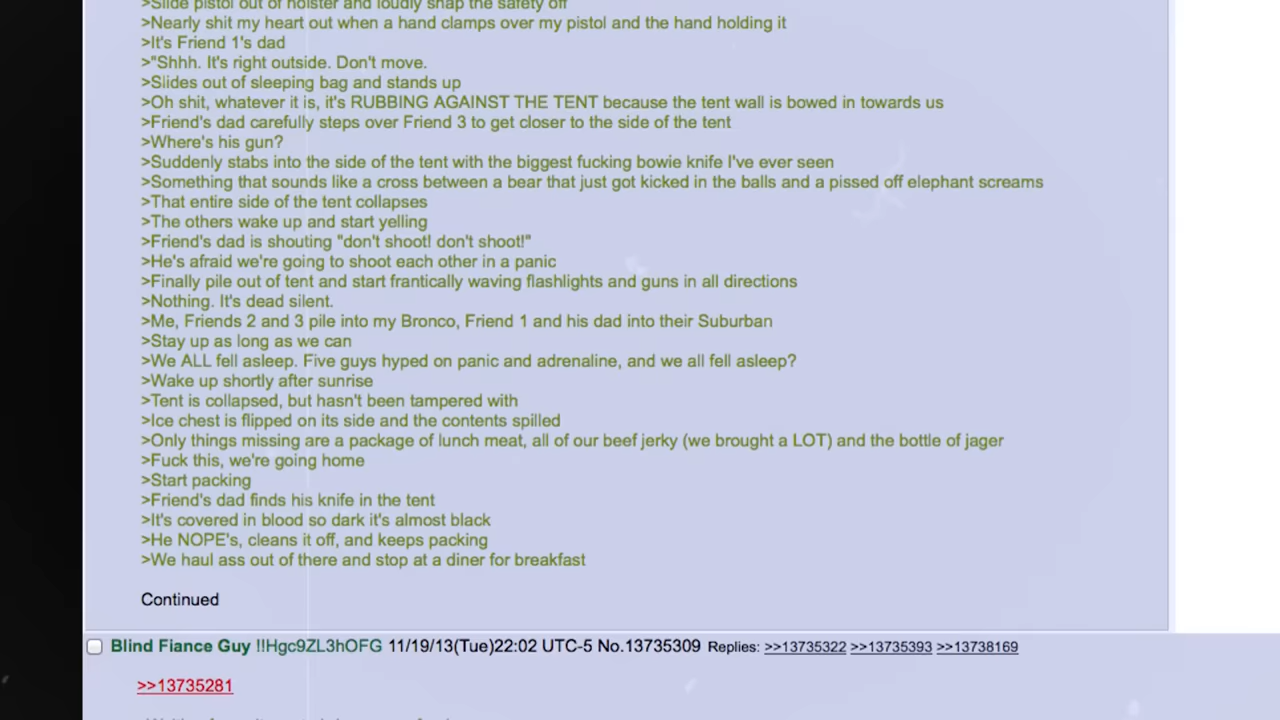 >Slide pistol out of holster and loudly snap the safety off
>Nearly shit my heart out when a hand clamps over my pistol and the hand holding it
>It's Friend 1's dad
>"Shhh. It's right outside. Don't move.
>Slides out of sleeping bag and stands up
>Oh shit, whatever it is, it's RUBBING AGAINST THE TENT because the tent wall is bowed in towards us
>Friend's dad carefully steps over Friend 3 to get closer to the side of the tent
>Where's his gun?
>Suddenly stabs into the side of the tent with the biggest fucking bowie knife I've ever seen
>Something that sounds like a cross between a bear that just got kicked in the balls and a pissed off elephant screams
>That entire side of the tent collapses
>The others wake up and start yelling
>Friend's dad is shouting "don't shoot! don't shoot!"
>He's afraid we're going to shoot each other in a panic
>Finally pile out of tent and start frantically waving flashlights and guns in all directions
>Nothing. It's dead silent.
>Me, Friends 2 and 3 pile into my Bronco, Friend 1 and his dad into their Suburban
>Stay up as long as we can
>We ALL fell asleep. Five guys hyped on panic and adrenaline, and we all fell asleep?
>Wake up shortly after sunrise
>Tent is collapsed, but hasn't been tampered with
>Ice chest is flipped on its side and the contents spilled
>Only things missing are a package of lunch meat, all of our beef jerky (we brought a LOT) and the bottle of jager
>Fuck this, we're going home
>Start packing
>Friend's dad finds his knife in the tent
>It's covered in blood so dark it's almost black
>He NOPE's, cleans it off, and keeps packing
>We haul ass out of there and stop at a diner for breakfast
Continued
Blind Fiance Guy !!Hgc9ZL3hOFG 11/19/13(Tue)22:02 UTC-5 No.13735309 Replies: >>13735322 >>13735393 >>13738169
>>13735281